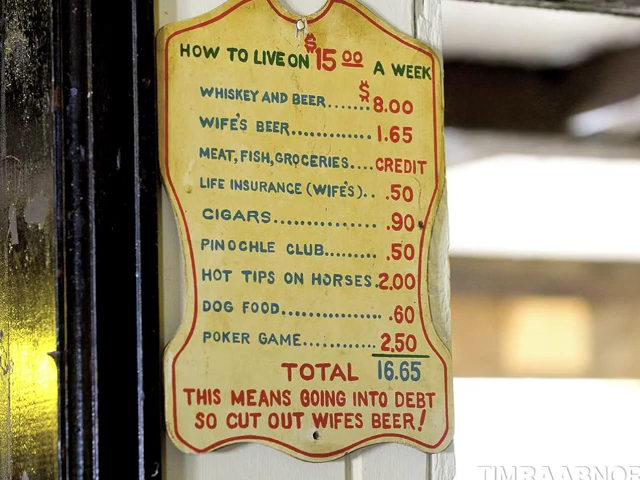 HOW TO LIVE ON $15 00 A WEEK
WHISKEY AND BEER.......$8.00
WIFE'S BEER.............1.65
MEAT, FISH, GROCERIES....CREDIT
LIFE INSURANCE (WIFE'S).. .50
CIGARS............... .90
PINOCHLE CLUB......... .50
HOT TIPS ON HORSES.2.00
DOG FOOD............... .60
POKER GAME............2.50
TOTAL 16.65
THIS MEANS GOING INTO DEBT
SO CUT OUT WIFES BEER!